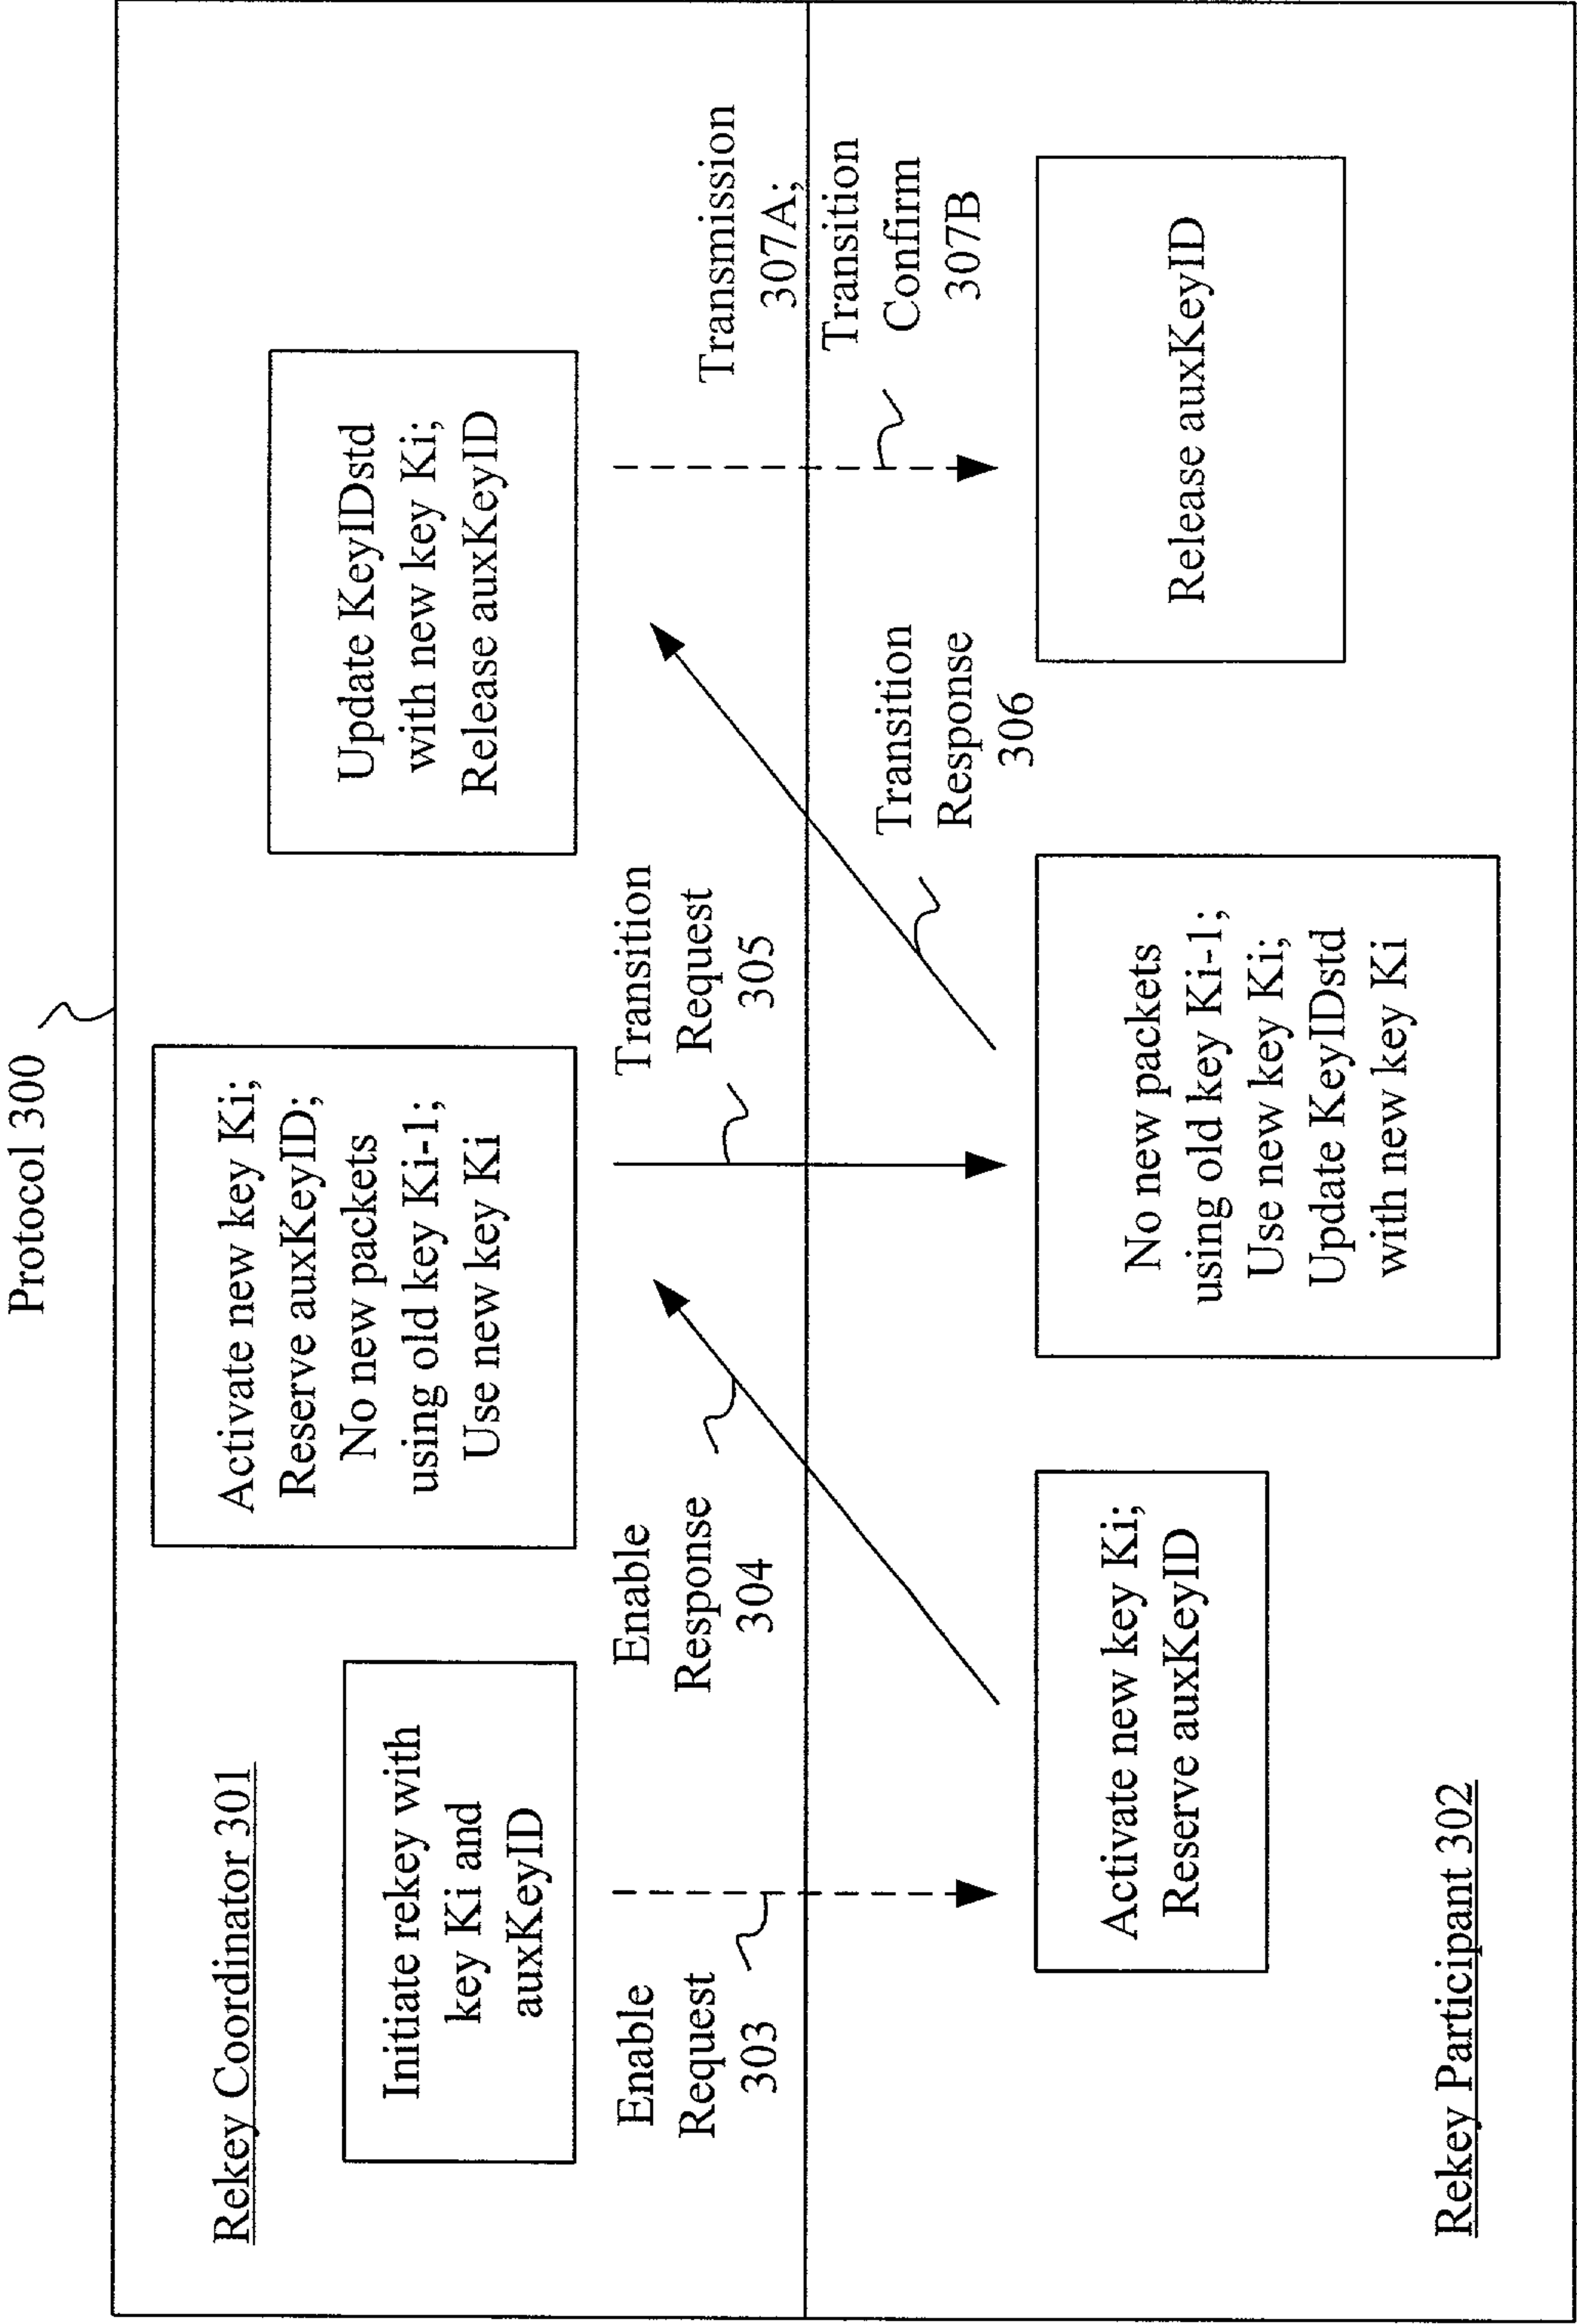 Protocol 300
Rekey Coordinator 301
Initiate rekey with
key Ki and
auxKeyID
Enable
Request
303
Activate new key Ki;
Reserve auxKeyID
Enable
Response
304
Activate new key Ki;
Reserve auxKeyID;
No new packets
using old key Ki-1;
Use new key Ki
Transition
Request
305
No new packets
using old key Ki-1;
Use new key Ki;
Update KeyIDstd
with new key Ki
Transition
Response
306
Update KeyIDstd
with new key Ki;
Release auxKeyID
Transmission
307A;
Transition
Confirm
307B
Release auxKeyID
Rekey Participant 302